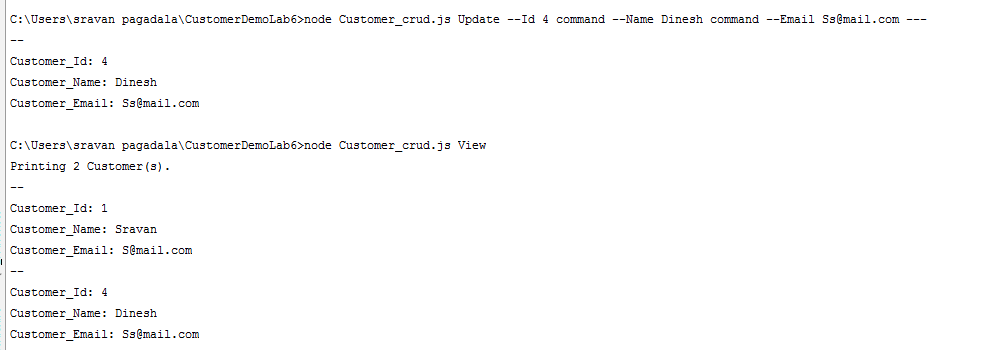 C:\Users\sravan pagadala\CustomerDemoLab6>node Customer_crud.js Update --Id 4 command --Name Dinesh command --Email Ss@mail.com ---
--
Customer_Id: 4
Customer_Name: Dinesh
Customer_Email: Ss@mail.com
C:\Users\sravan pagadala\CustomerDemoLab6>node Customer_crud.js View
Printing 2 Customer(s).
--
Customer_Id: 1
Customer_Name: Sravan
Customer_Email: S@mail.com
--
Customer_Id: 4
Customer_Name: Dinesh
Customer_Email: Ss@mail.com